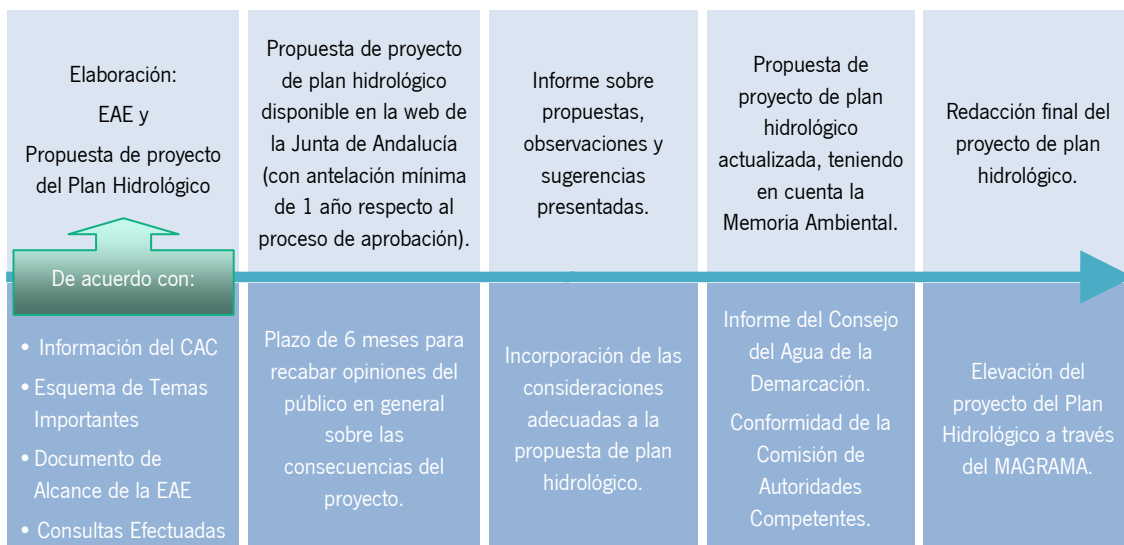 Elaboración:
EAE y
Propuesta de proyecto
del Plan Hidrológico
De acuerdo con:
• Información del CAC
• Esquema de Temas
Importantes
• Documento de
Alcance de la EAE
• Consultas Efectuadas
Propuesta de proyecto
de plan hidrológico
disponible en la web de
la Junta de Andalucía
(con antelación mínima
de 1 año respecto al
proceso de aprobación).
Plazo de 6 meses para
recabar opiniones del
público en general
sobre las
consecuencias del
proyecto.
Informe sobre
propuestas,
observaciones y
sugerencias
presentadas.
Incorporación de las
consideraciones
adecuadas a la
propuesta de plan
hidrológico.
Propuesta de
proyecto de plan
hidrológico
actualizada, teniendo
en cuenta la
Memoria Ambiental.
Informe del Consejo
del Agua de la
Demarcación.
Conformidad de la
Comisión de
Autoridades
Competentes.
Redacción final del
proyecto de plan
hidrológico.
Elevación del
proyecto del Plan
Hidrológico a través
del MAGRAMA.